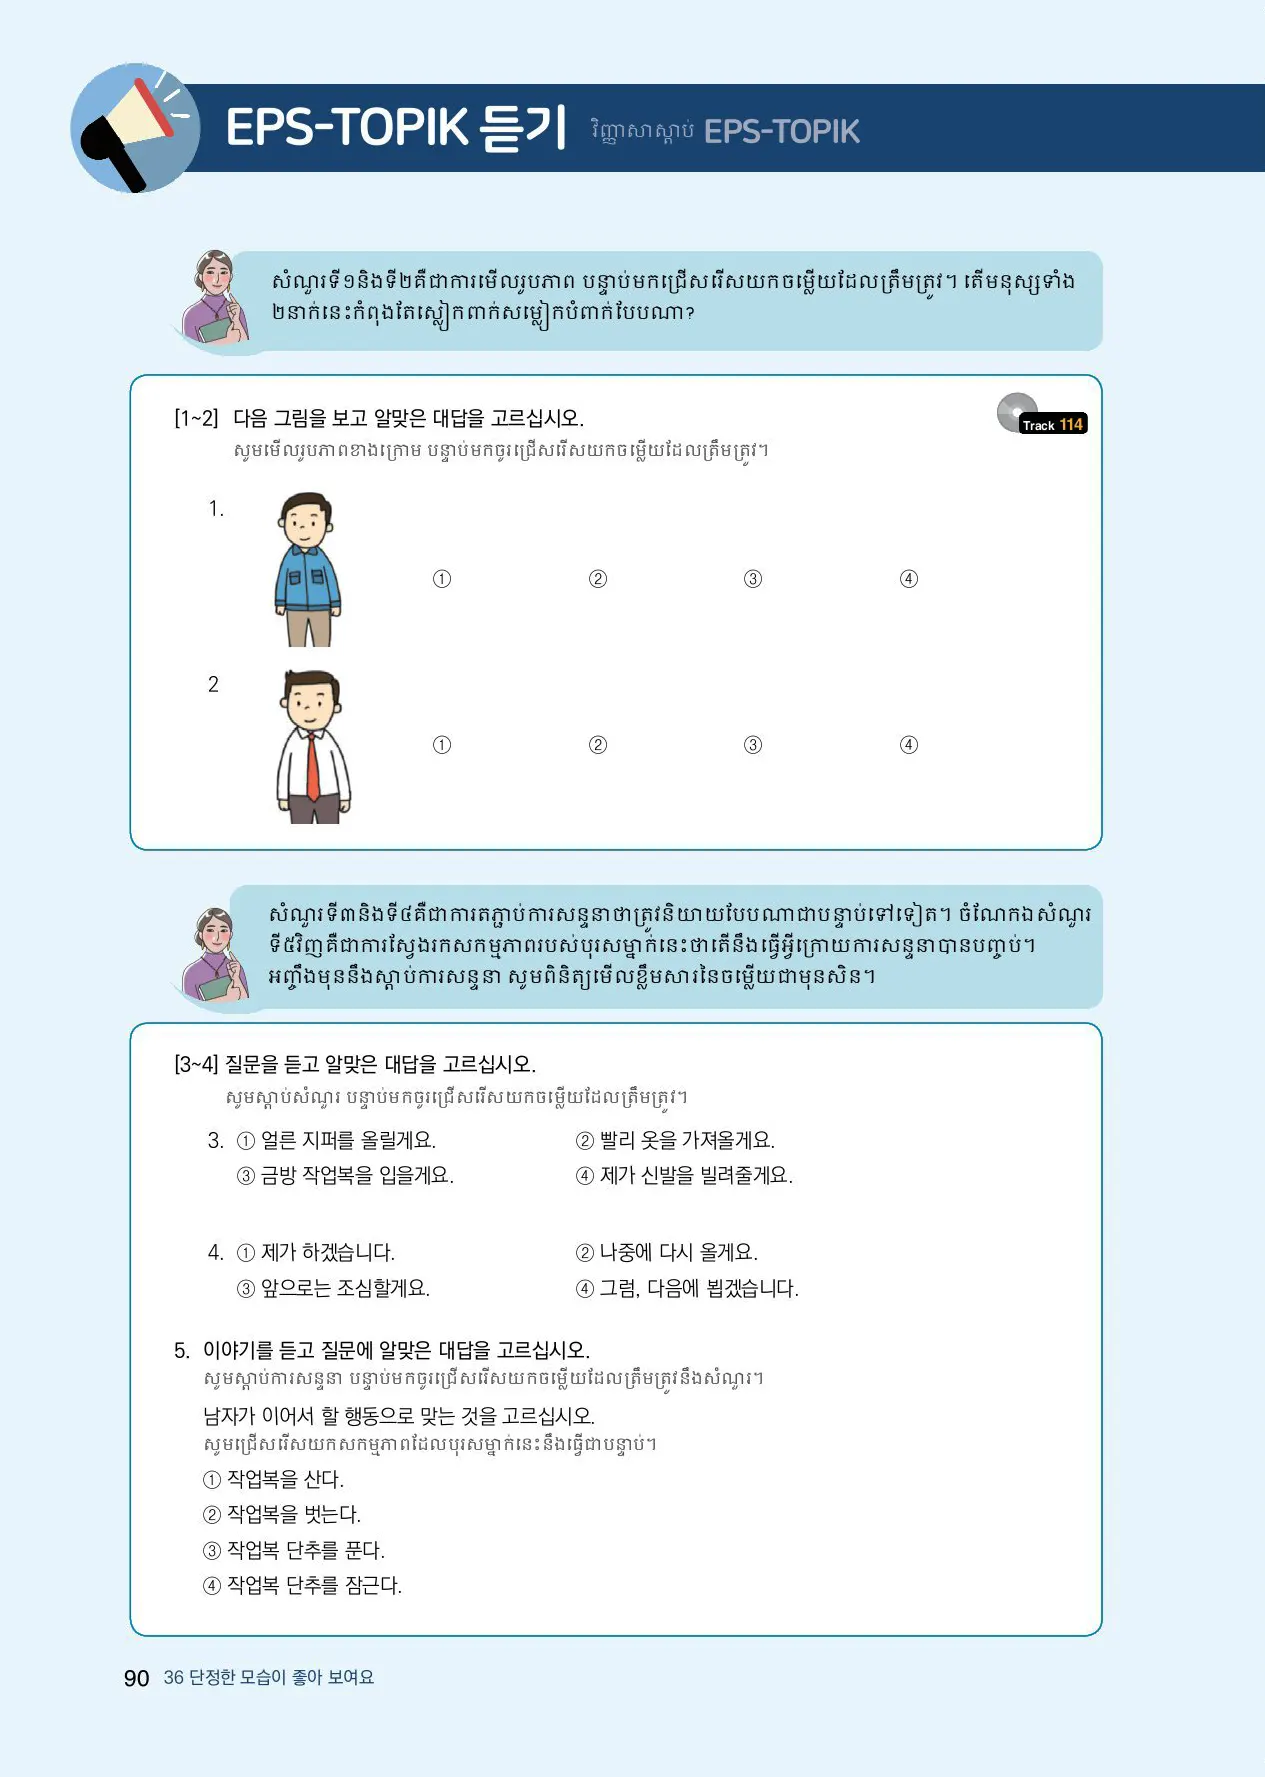 EPS-TOPIK 듣기 វិញ្ញាសាស្តាប់ EPS-TOPIK
សំណួរទី១និងទី២គឺជាការមើលរូបភាព បន្ទាប់មកជ្រើសរើសយកចម្លើយដែលត្រឹមត្រូវ។ តើមនុស្សទាំង
២នាក់នេះកំពុងតែស្លៀកពាក់សម្លៀកបំពាក់បែបណា?
[1~2] 다음 그림을 보고 알맞은 대답을 고르십시오.
Track 114
សូមមើលរូបភាពខាងក្រោម បន្ទាប់មកចូរជ្រើសរើសយកចម្លើយដែលត្រឹមត្រូវ។
1.
① ② ③ ④
2
① ② ③ ④
សំណួរទី៣និងទី៤គឺជាការតភ្ជាប់ការសន្ទនាថាត្រូវនិយាយបែបណាជាបន្ទាប់ទៅទៀត។ ចំណែកឯសំណួរ
ទី៥វិញគឺជាការស្វែងរកសកម្មភាពរបស់បុរសម្នាក់នេះថាតើនឹងធ្វើអ្វីក្រោយការសន្ទនាបានបញ្ចប់។
អញ្ចឹងមុននឹងស្តាប់ការសន្ទនា សូមពិនិត្យមើលខ្លឹមសារនៃចម្លើយជាមុនសិន។
[3~4] 질문을 듣고 알맞은 대답을 고르십시오.
សូមស្តាប់សំណួរ បន្ទាប់មកចូរជ្រើសរើសយកចម្លើយដែលត្រឹមត្រូវ។
3. ① 얼른 지퍼를 올릴게요. ② 빨리 옷을 가져올게요.
③ 금방 작업복을 입을게요. ④ 제가 신발을 빌려줄게요.
4. ① 제가 하겠습니다. ② 나중에 다시 올게요.
③ 앞으로는 조심할게요. ④ 그럼, 다음에 뵙겠습니다.
5. 이야기를 듣고 질문에 알맞은 대답을 고르십시오.
សូមស្តាប់ការសន្ទនា បន្ទាប់មកចូរជ្រើសរើសយកចម្លើយដែលត្រឹមត្រូវនឹងសំណួរ។
남자가 이어서 할 행동으로 맞는 것을 고르십시오.
សូមជ្រើសរើសយកសកម្មភាពដែលបុរសម្នាក់នេះនឹងធ្វើជាបន្ទាប់។
① 작업복을 산다.
② 작업복을 벗는다.
③ 작업복 단추를 푼다.
④ 작업복 단추를 잠근다.
90 36 단정한 모습이 좋아 보여요